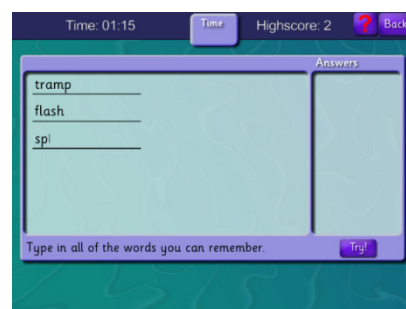 Time: 01:15 Time Highscore: 2 ? Back
Answers
tramp
flash
spl
Type in all of the words you can remember. Try!